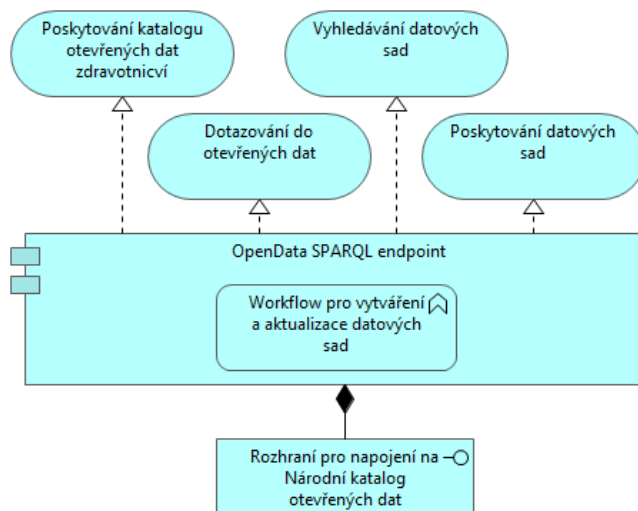 Poskytování katalogu
otevřených dat
zdravotnicví
Vyhledávání datových
sad
Dotazování do
otevřených dat
Poskytování datových
sad
OpenData SPARQL endpoint
Workflow pro vytváření
a aktualizace datových
sad
Rozhraní pro napojení na
Národní katalog
otevřených dat